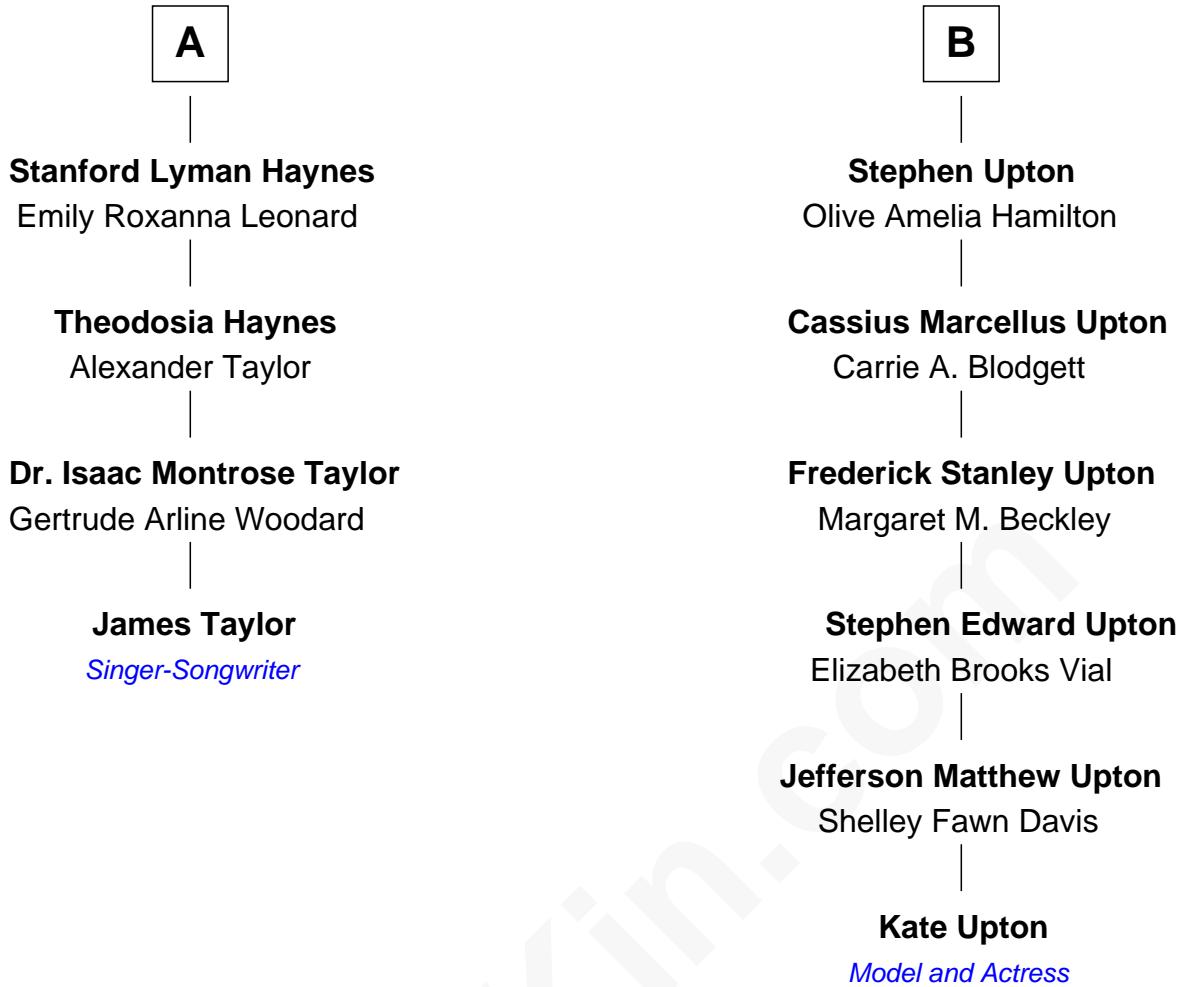 A
Stanford Lyman Haynes
Emily Roxanna Leonard
Theodosia Haynes
Alexander Taylor
Dr. Isaac Montrose Taylor
Gertrude Arline Woodard
James Taylor
Singer-Songwriter
B
Stephen Upton
Olive Amelia Hamilton
Cassius Marcellus Upton
Carrie A. Blodgett
Frederick Stanley Upton
Margaret M. Beckley
Stephen Edward Upton
Elizabeth Brooks Vial
Jefferson Matthew Upton
Shelley Fawn Davis
Kate Upton
Model and Actress
Kin.com